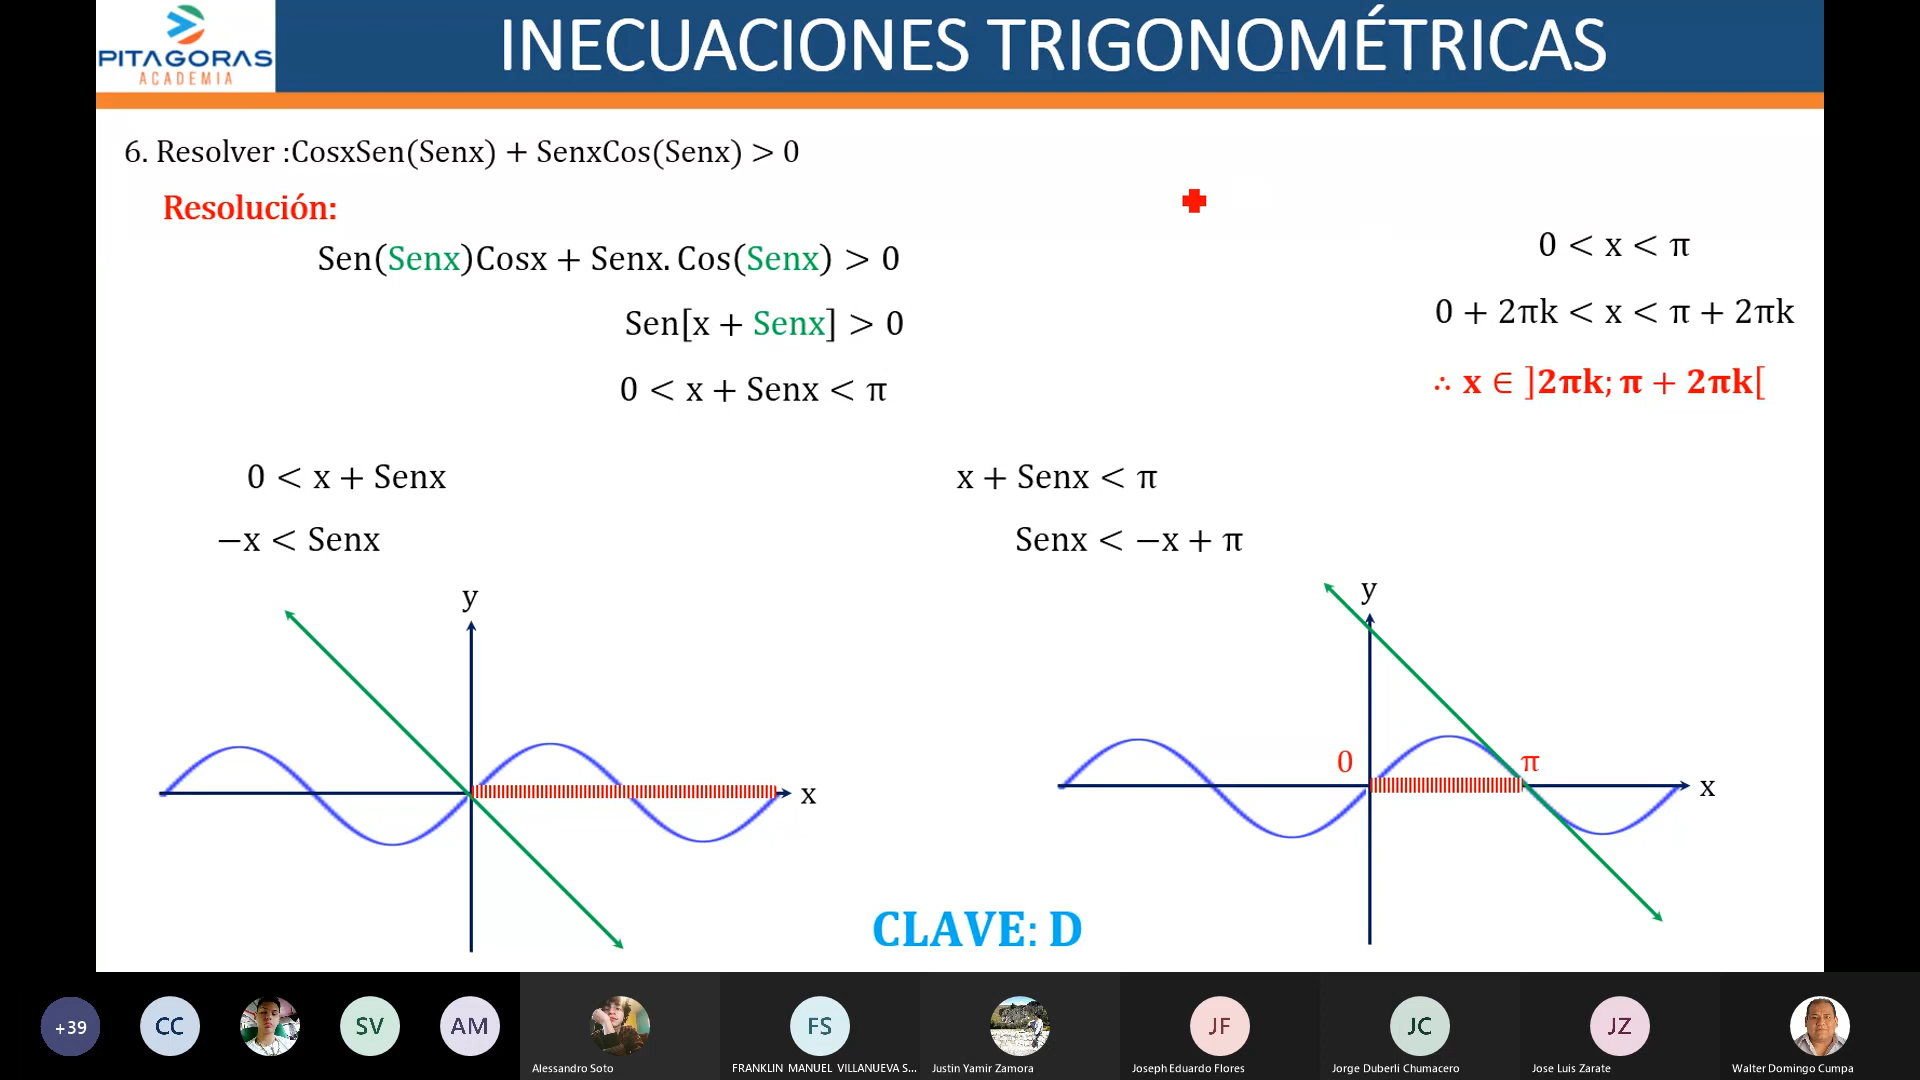 PITAGORAS
ACADEMIA
INECUACIONES TRIGONOMÉTRICAS
6. Resolver :CosxSen(Senx) + SenxCos(Senx) > 0
Resolución:
Sen(Senx)Cosx + Senx. Cos(Senx) > 0
Sen[x + Senx] > 0
0 < x + Senx < π
0 < x < π
0 + 2πk < x < π + 2πk
∴ x ∈ ]2πk; π + 2πk[
0 < x + Senx
−x < Senx
x + Senx < π
Senx < −x + π
y
x
y
0
π
x
CLAVE: D
+39
CC
SV
AM
Alessandro Soto
FS
FRANKLIN MANUEL VILLANUEVA S...
Justin Yamir Zamora
JF
Joseph Eduardo Flores
JC
Jorge Duberli Chumacero
JZ
Jose Luis Zarate
Walter Domingo Cumpa